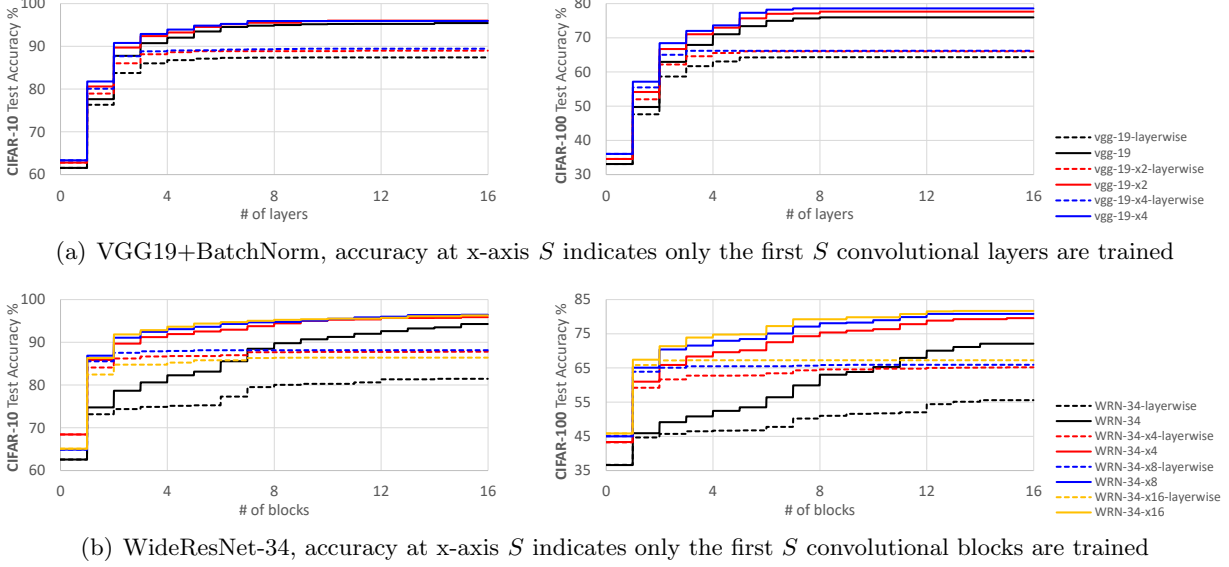 100
90
80
70
60
CIFAR-10 Test Accuracy %
0 4 8 12 16
# of layers
80
70
60
50
40
30
CIFAR-100 Test Accuracy %
0 4 8 12 16
# of layers
vgg-19-layerwise
vgg-19
vgg-19-x2-layerwise
vgg-19-x2
vgg-19-x4-layerwise
vgg-19-x4
(a) VGG19+BatchNorm, accuracy at x-axis S indicates only the first S convolutional layers are trained
100
90
80
70
60
CIFAR-10 Test Accuracy %
0 4 8 12 16
# of blocks
85
75
65
55
45
35
CIFAR-100 Test Accuracy %
0 4 8 12 16
# of blocks
WRN-34-layerwise
WRN-34
WRN-34-x4-layerwise
WRN-34-x4
WRN-34-x8-layerwise
WRN-34-x8
WRN-34-x16-layerwise
WRN-34-x16
(b) WideResNet-34, accuracy at x-axis S indicates only the first S convolutional blocks are trained